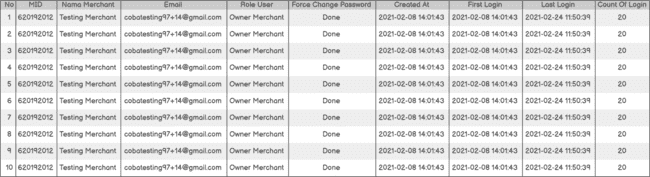 No MID Nama Merchant Email Role User Force Change Password Created At First Login Last Login Count Of Login
1 620192012 Testing Merchant cobatesting97+14@gmail.com Owner Merchant Done 2021-02-08 14:01:43 2021-02-08 14:01:43 2021-02-24 11:50:39 20
2 620192012 Testing Merchant cobatesting97+14@gmail.com Owner Merchant Done 2021-02-08 14:01:43 2021-02-08 14:01:43 2021-02-24 11:50:39 20
3 620192012 Testing Merchant cobatesting97+14@gmail.com Owner Merchant Done 2021-02-08 14:01:43 2021-02-08 14:01:43 2021-02-24 11:50:39 20
4 620192012 Testing Merchant cobatesting97+14@gmail.com Owner Merchant Done 2021-02-08 14:01:43 2021-02-08 14:01:43 2021-02-24 11:50:39 20
5 620192012 Testing Merchant cobatesting97+14@gmail.com Owner Merchant Done 2021-02-08 14:01:43 2021-02-08 14:01:43 2021-02-24 11:50:39 20
6 620192012 Testing Merchant cobatesting97+14@gmail.com Owner Merchant Done 2021-02-08 14:01:43 2021-02-08 14:01:43 2021-02-24 11:50:39 20
7 620192012 Testing Merchant cobatesting97+14@gmail.com Owner Merchant Done 2021-02-08 14:01:43 2021-02-08 14:01:43 2021-02-24 11:50:39 20
8 620192012 Testing Merchant cobatesting97+14@gmail.com Owner Merchant Done 2021-02-08 14:01:43 2021-02-08 14:01:43 2021-02-24 11:50:39 20
9 620192012 Testing Merchant cobatesting97+14@gmail.com Owner Merchant Done 2021-02-08 14:01:43 2021-02-08 14:01:43 2021-02-24 11:50:39 20
10 620192012 Testing Merchant cobatesting97+14@gmail.com Owner Merchant Done 2021-02-08 14:01:43 2021-02-08 14:01:43 2021-02-24 11:50:39 20